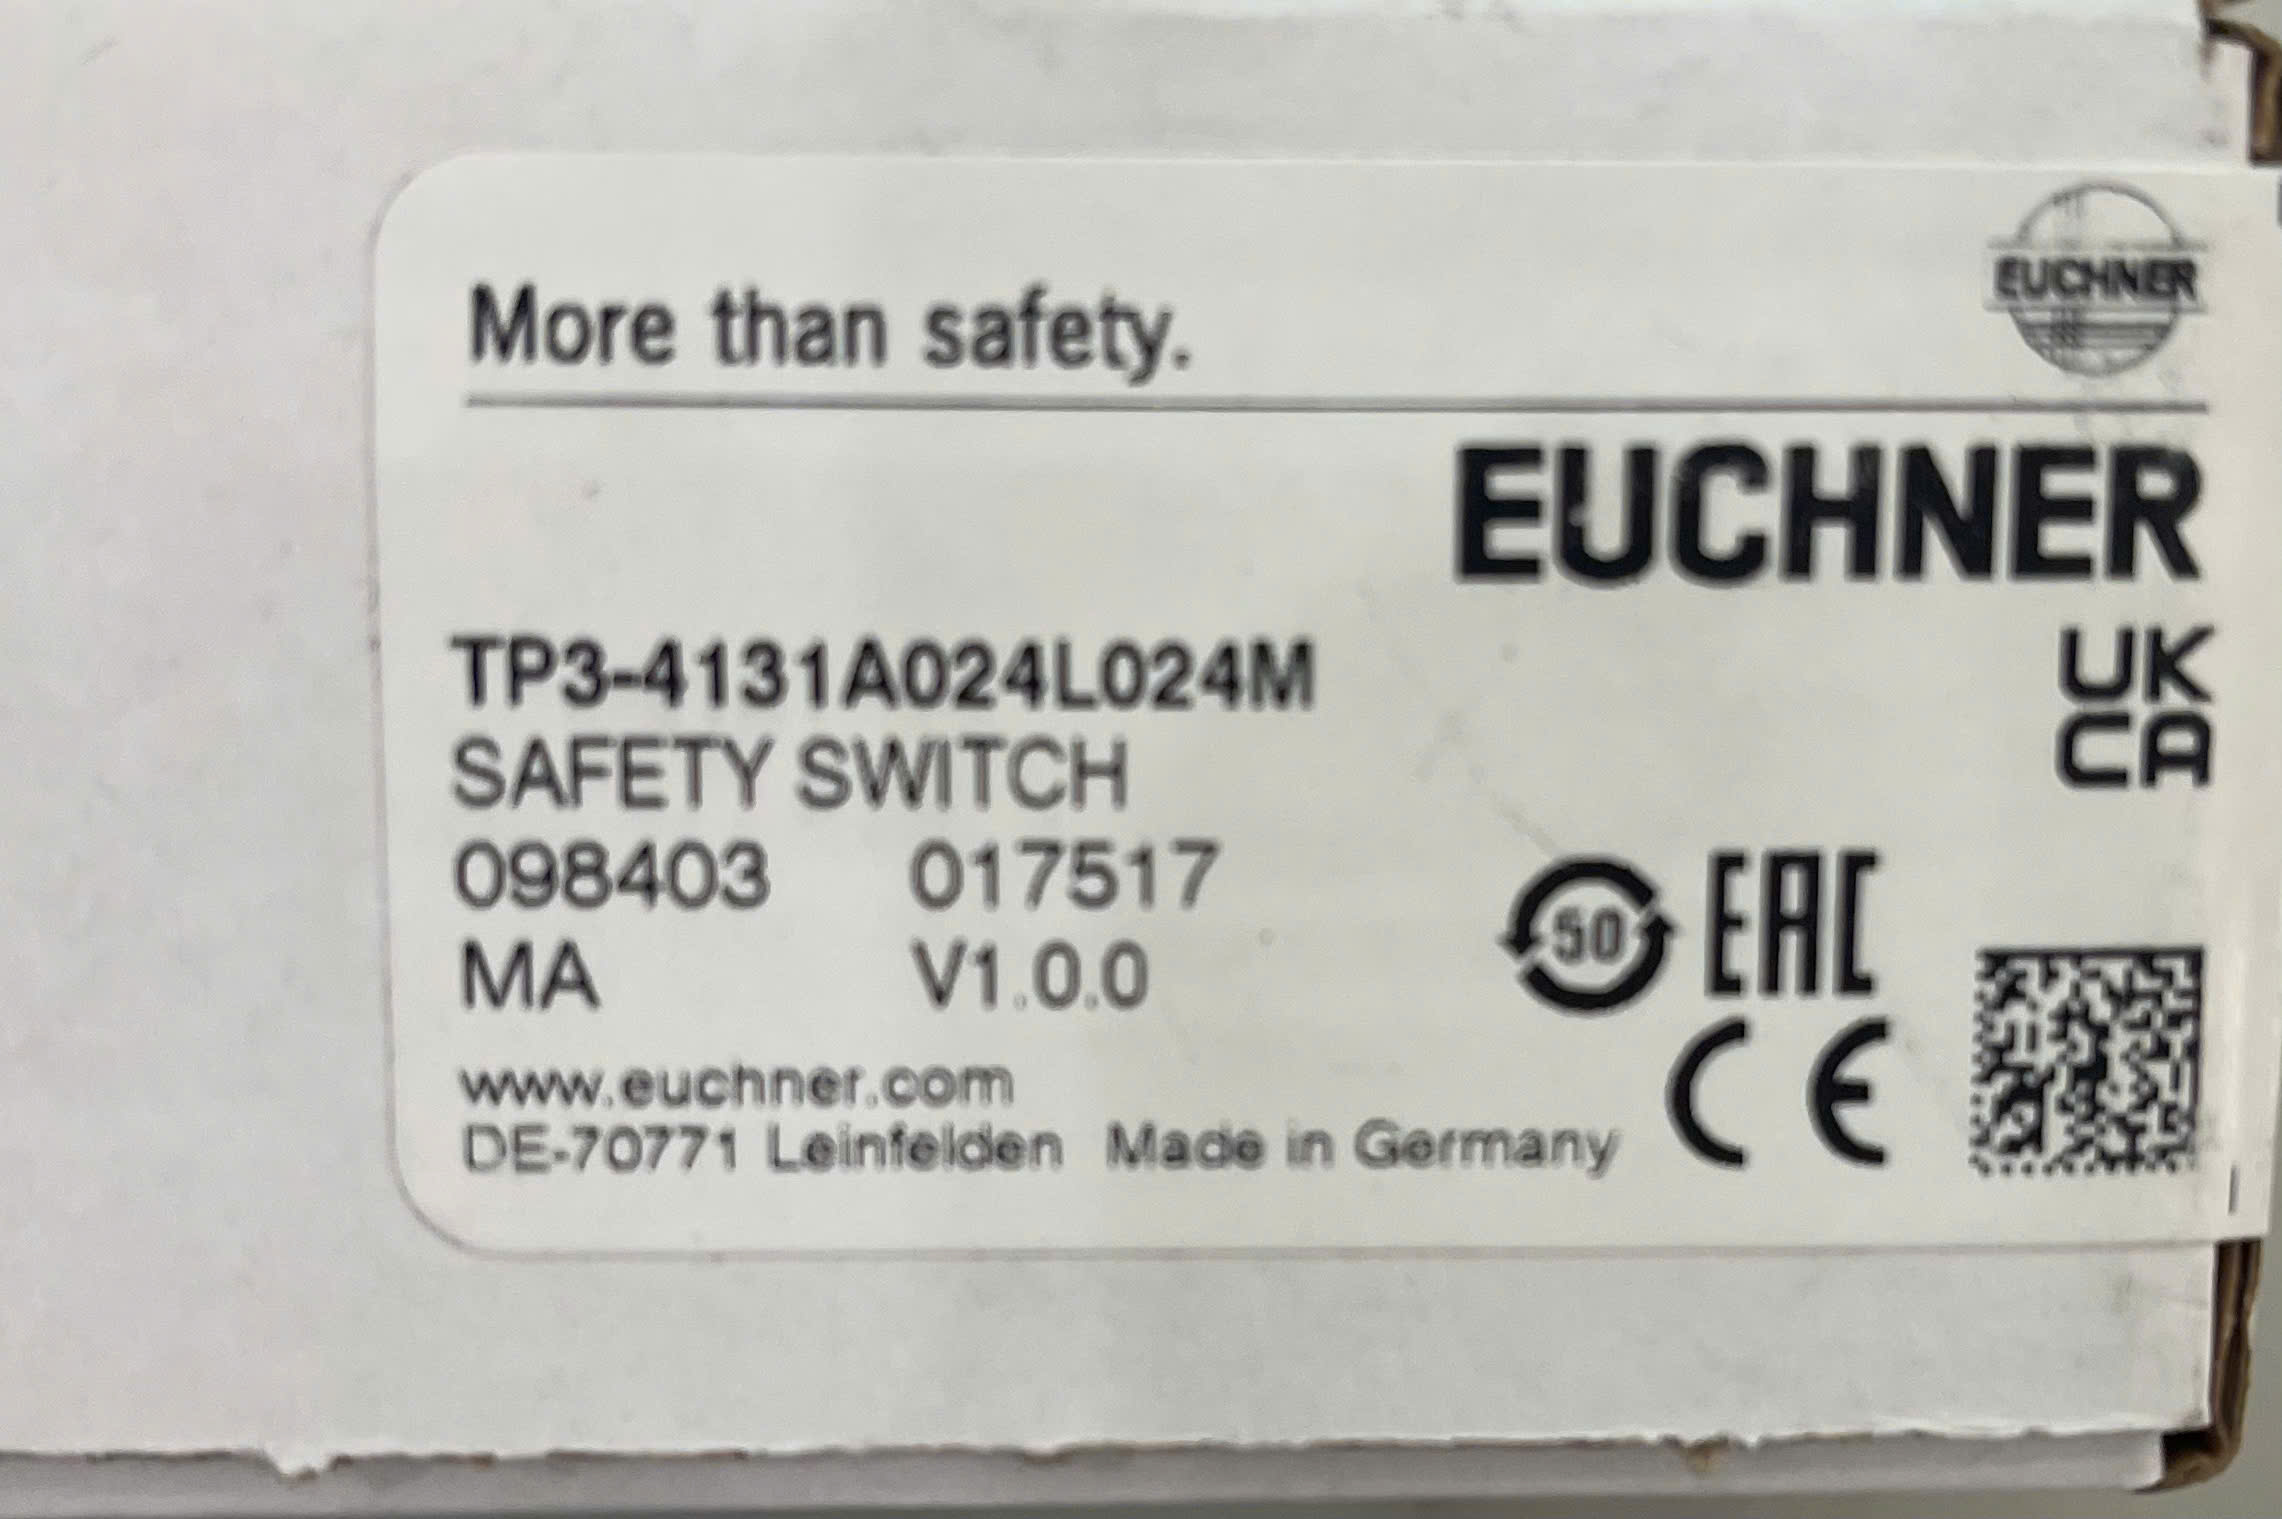 More than safety.
EUCHNER
EUCHNER
TP3-4131A024L024M
SAFETY SWITCH
098403 017517
MA V1.0.0
UK
CA
50 EAC
CE
www.euchner.com
DE-70771 Leinfelden Made in Germany